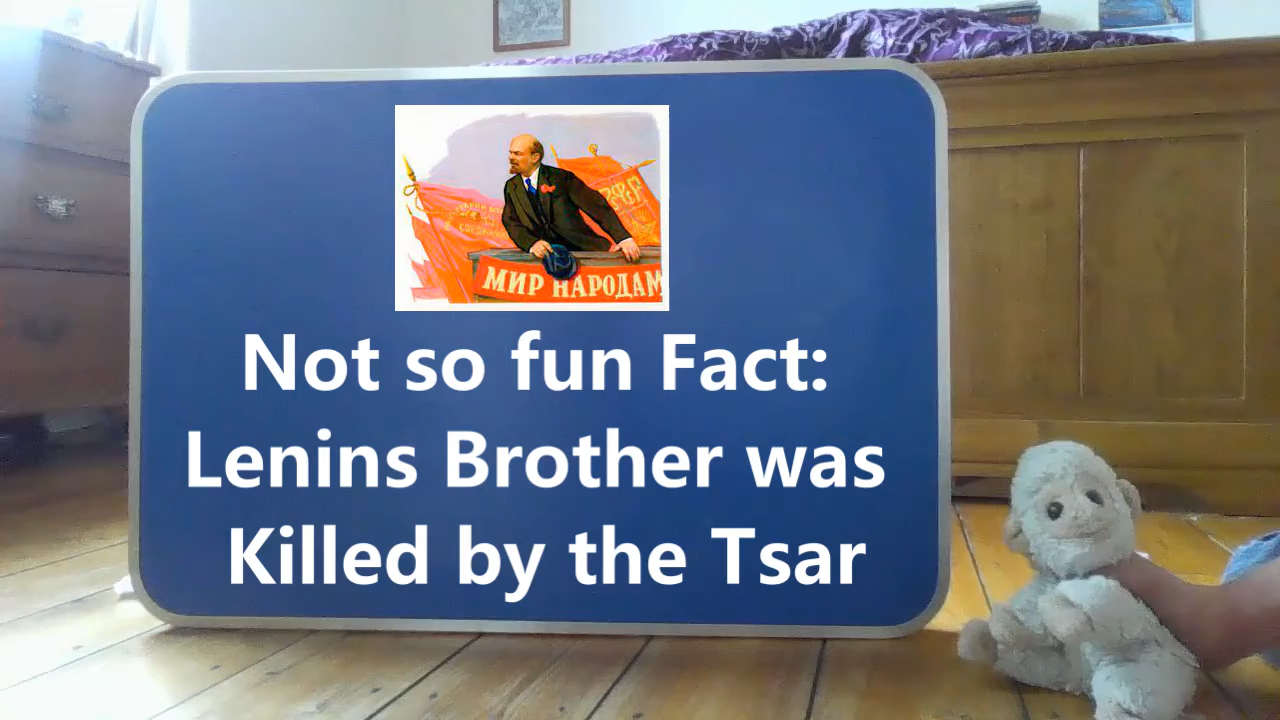 МИР НАРОДАМ
Not so fun Fact:
Lenins Brother was
Killed by the Tsar